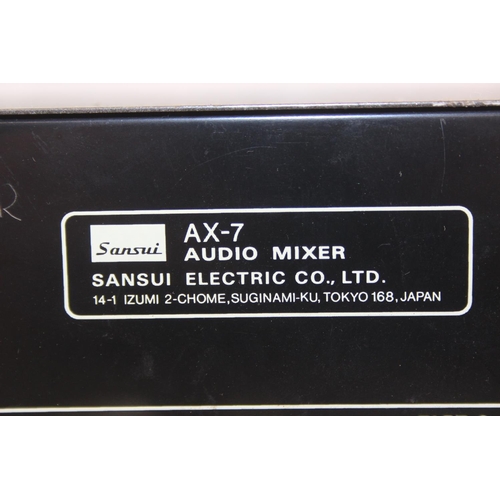 Sansui
AX-7
AUDIO MIXER
SANSUI ELECTRIC CO., LTD.
14-1 IZUMI 2-CHOME, SUGINAMI-KU, TOKYO 168, JAPAN